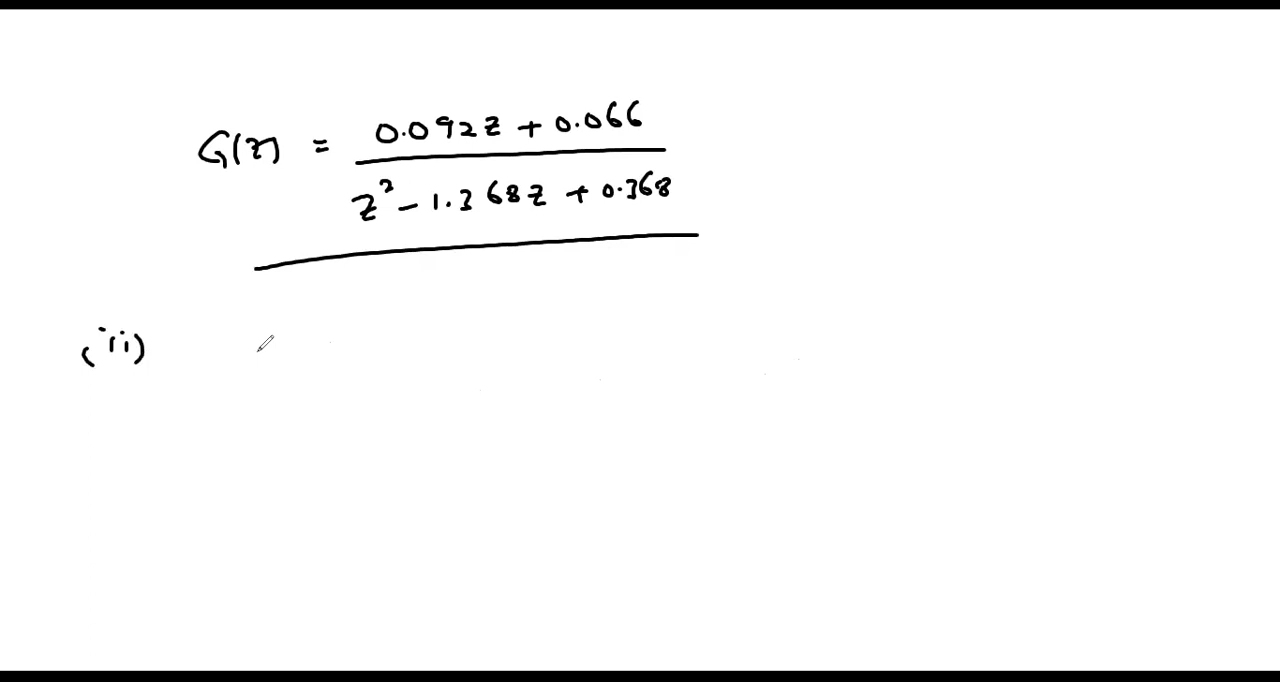 G(z) = 0.092z + 0.066
z² - 1.368z + 0.368
(ii)